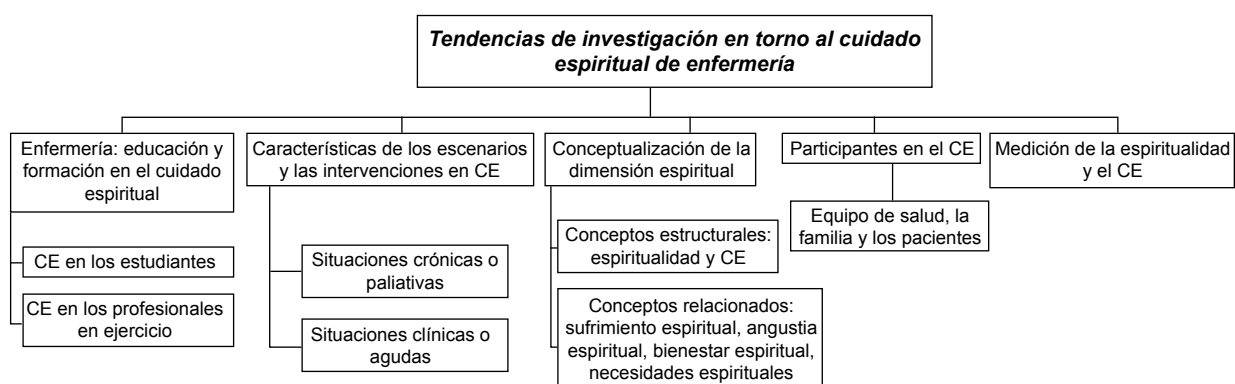 Tendencias de investigación en torno al cuidado
espiritual de enfermería
Enfermería: educación y
formación en el cuidado
espiritual
CE en los estudiantes
CE en los profesionales
en ejercicio
Características de los escenarios
y las intervenciones en CE
Situaciones crónicas o
paliativas
Situaciones clínicas o
agudas
Conceptualización de la
dimensión espiritual
Conceptos estructurales:
espiritualidad y CE
Conceptos relacionados:
sufrimiento espiritual, angustia
espiritual, bienestar espiritual,
necesidades espirituales
Participantes en el CE
Equipo de salud, la
familia y los pacientes
Medición de la espiritualidad
y el CE